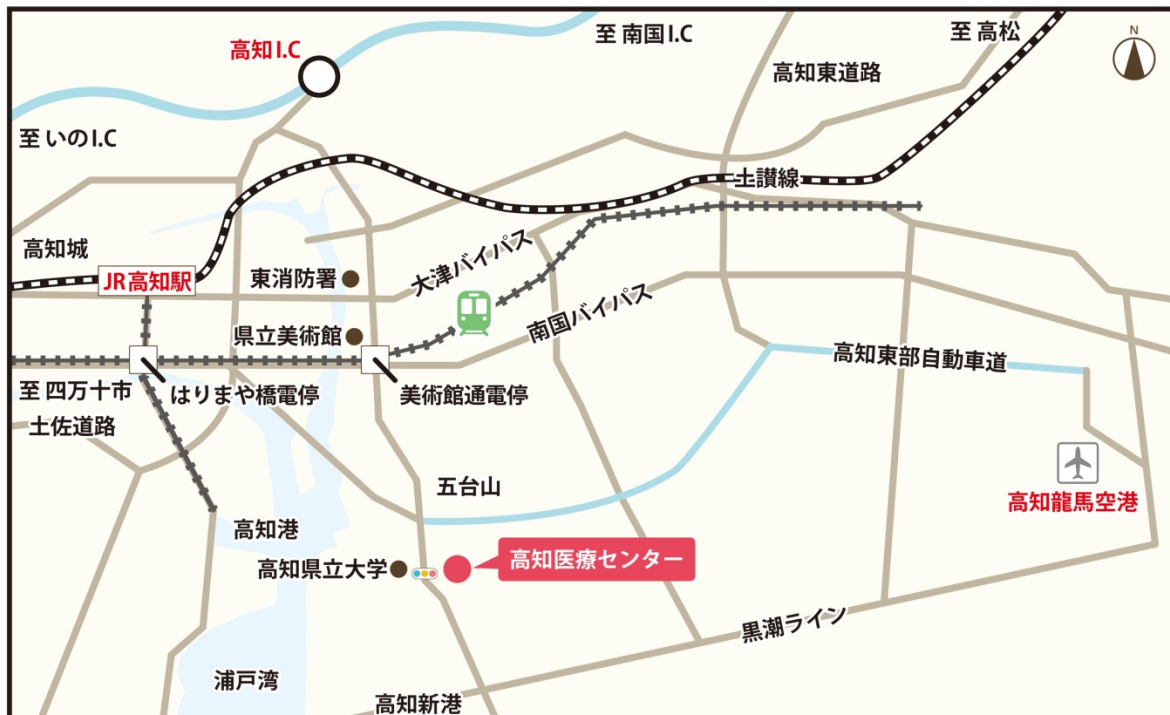 至 南国I.C
至 高松
N
高知I.C
高知東道路
至 いのI.C
土讃線
高知城
JR高知駅
東消防署
大津バイパス
県立美術館
南国バイパス
高知東部自動車道
至 四万十市
はりまや橋電停
美術館通電停
土佐道路
五台山
高知龍馬空港
高知港
高知医療センター
高知県立大学
黒潮ライン
浦戸湾
高知新港